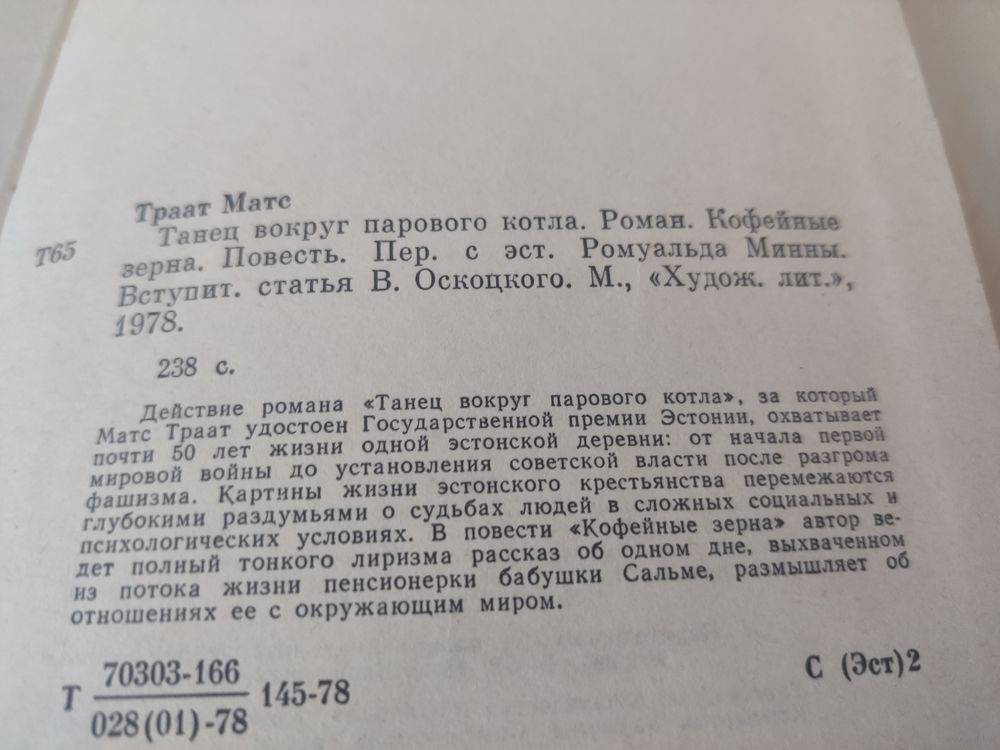 Траат Матс
Т65 Танец вокруг парового котла. Роман. Кофейные
зерна. Повесть. Пер. с эст. Ромуальда Минны.
Вступит. статья В. Оскоцкого. М., «Худож. лит.»,
1978.
238 с.
Действие романа «Танец вокруг парового котла», за который
Матс Траат удостоен Государственной премии Эстонии, охватывает
почти 50 лет жизни одной эстонской деревни: от начала первой
мировой войны до установления советской власти после разгрома
фашизма. Картины жизни эстонского крестьянства перемежаются
глубокими раздумьями о судьбах людей в сложных социальных и
психологических условиях. В повести «Кофейные зерна» автор ве-
дет полный тонкого лиризма рассказ об одном дне, выхваченном
из потока жизни пенсионерки бабушки Сальме, размышляет об
отношениях ее с окружающим миром.
70303-166
Т 145-78
028(01)-78
С (Эст)2